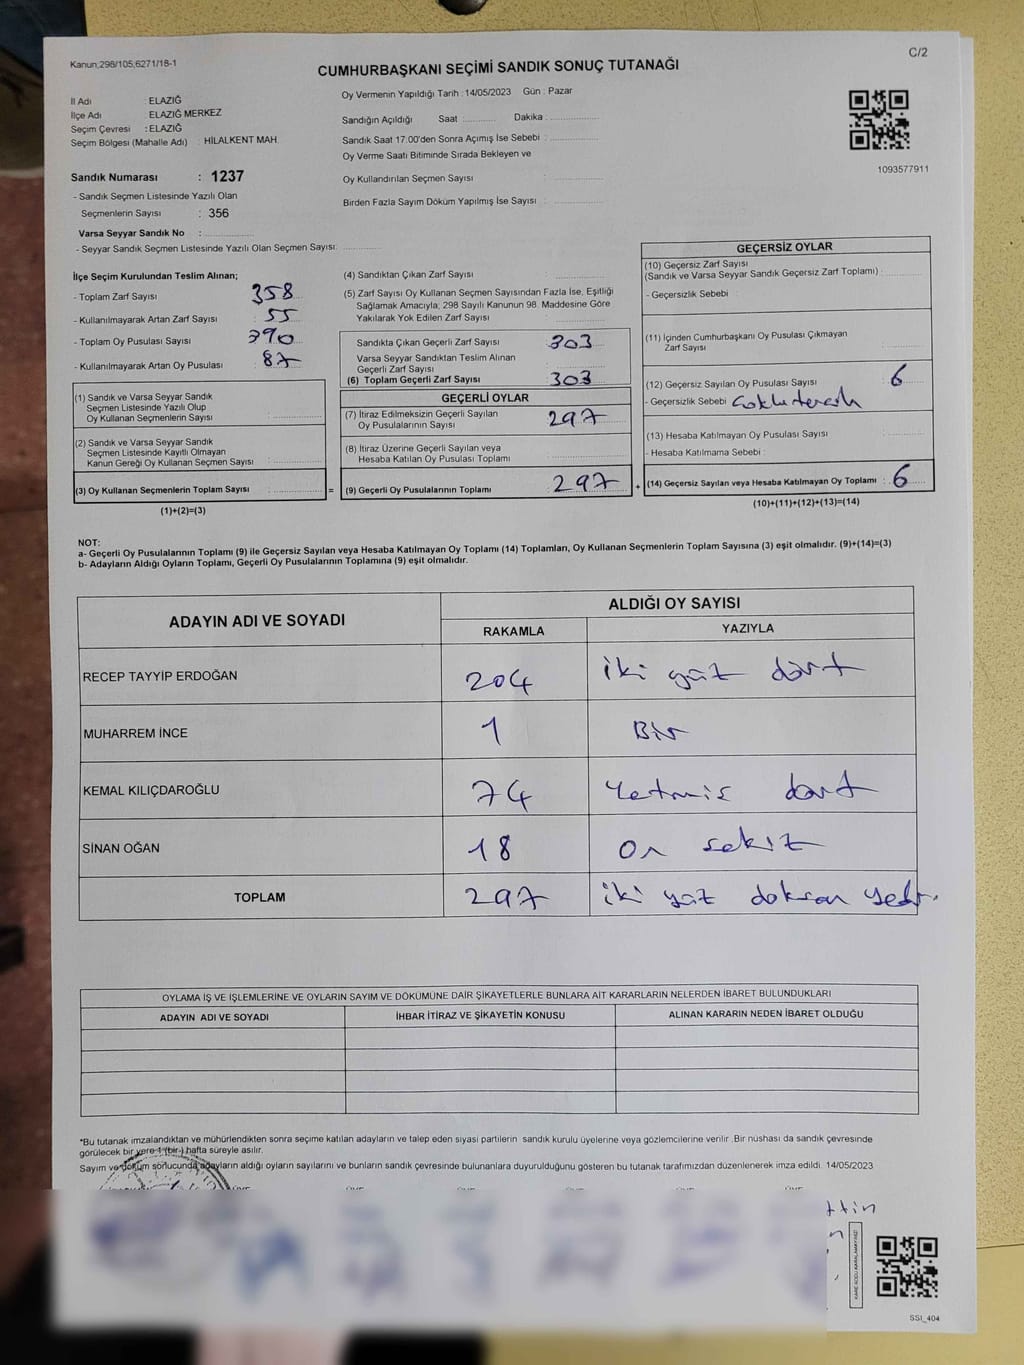 Kanun;298/105;6271/18-1
C/2
CUMHURBAŞKANI SEÇİMİ SANDIK SONUÇ TUTANAĞI
İl Adı : ELAZIĞ
İlçe Adı : ELAZIĞ MERKEZ
Seçim Çevresi : ELAZIĞ
Seçim Bölgesi (Mahalle Adı) : HİLALKENT MAH.
Oy Vermenin Yapıldığı Tarih : 14/05/2023 Gün : Pazar
Sandığın Açıldığı Saat : Dakika :
Sandık Saat 17:00'den Sonra Açımış İse Sebebi :
Oy Verme Saati Bitiminde Sırada Bekleyen ve
Oy Kullandırılan Seçmen Sayısı :
Birden Fazla Sayım Döküm Yapılmış İse Sayısı :
1093577911
Sandık Numarası : 1237
- Sandık Seçmen Listesinde Yazılı Olan
Seçmenlerin Sayısı : 356
Varsa Seyyar Sandık No :
- Seyyar Sandık Seçmen Listesinde Yazılı Olan Seçmen Sayısı:
İlçe Seçim Kurulundan Teslim Alınan;
- Toplam Zarf Sayısı : 358
- Kullanılmayarak Artan Zarf Sayısı : 55
- Toplam Oy Pusulası Sayısı : 390
- Kullanılmayarak Artan Oy Pusulası : 87
(1) Sandık ve Varsa Seyyar Sandık
Seçmen Listesinde Yazılı Olup
Oy Kullanan Seçmenlerin Sayısı :
(2) Sandık ve Varsa Seyyar Sandık
Seçmen Listesinde Kayıtlı Olmayan
Kanun Gereği Oy Kullanan Seçmen Sayısı :
(3) Oy Kullanan Seçmenlerin Toplam Sayısı : =
(1)+(2)=(3)
(4) Sandıktan Çıkan Zarf Sayısı :
(5) Zarf Sayısı Oy Kullanan Seçmen Sayısından Fazla İse, Eşitliği
Sağlamak Amacıyla, 298 Sayılı Kanunun 98. Maddesine Göre
Yakılarak Yok Edilen Zarf Sayısı :
Sandıkta Çıkan Geçerli Zarf Sayısı : 303
Varsa Seyyar Sandıktan Teslim Alınan
Geçerli Zarf Sayısı :
(6) Toplam Geçerli Zarf Sayısı : 303
GEÇERLİ OYLAR
(7) İtiraz Edilmeksizin Geçerli Sayılan
Oy Pusulalarının Sayısı : 297
(8) İtiraz Üzerine Geçerli Sayılan veya
Hesaba Katılan Oy Pusulası Toplamı :
(9) Geçerli Oy Pusulalarının Toplamı : 297 +
GEÇERSİZ OYLAR
(10) Geçersiz Zarf Sayısı
(Sandık ve Varsa Seyyar Sandık Geçersiz Zarf Toplamı) :
- Geçersizlik Sebebi :
(11) İçinden Cumhurbaşkanı Oy Pusulası Çıkmayan
Zarf Sayısı :
(12) Geçersiz Sayılan Oy Pusulası Sayısı : 6
- Geçersizlik Sebebi :
(13) Hesaba Katılmayan Oy Pusulası Sayısı :
- Hesaba Katılmama Sebebi :
(14) Geçersiz Sayılan veya Hesaba Katılmayan Oy Toplamı : 6
(10)+(11)+(12)+(13)=(14)
NOT:
a- Geçerli Oy Pusulalarının Toplamı (9) ile Geçersiz Sayılan veya Hesaba Katılmayan Oy Toplamı (14) Toplamları, Oy Kullanan Seçmenlerin Toplam Sayısına (3) eşit olmalıdır. (9)+(14)=(3)
b- Adayların Aldığı Oyların Toplamı, Geçerli Oy Pusulalarının Toplamına (9) eşit olmalıdır.
ADAYIN ADI VE SOYADI
ALDIĞI OY SAYISI
RAKAMLA YAZIYLA
RECEP TAYYİP ERDOĞAN 204 iki yüz dört
MUHARREM İNCE 1 Bir
KEMAL KILIÇDAROĞLU 74 Yetmiş dört
SİNAN OĞAN 18 On sekiz
TOPLAM 297 iki yüz doksan yedi.
OYLAMA İŞ VE İŞLEMLERİNE VE OYLARIN SAYIM VE DÖKÜMÜNE DAİR ŞİKAYETLERLE BUNLARA AİT KARARLARIN NELERDEN İBARET BULUNDUKLARI
ADAYIN ADI VE SOYADI İHBAR İTİRAZ VE ŞİKAYETİN KONUSU ALINAN KARARIN NEDEN İBARET OLDUĞU
*Bu tutanak imzalandıktan ve mühürlendikten sonra seçime katılan adayların ve talep eden siyasi partilerin sandık kurulu üyelerine veya gözlemcilerine verilir .Bir nüshası da sandık çevresinde
görülecek bir yere 1 (bir-) hafta süreyle asılır.
Sayım ve döküm sonucunda adayların aldığı oyların sayılarını ve bunların sandık çevresinde bulunanlara duyurulduğunu gösteren bu tutanak tarafımızdan düzenlenerek imza edildi. 14/05/2023
SSI_404